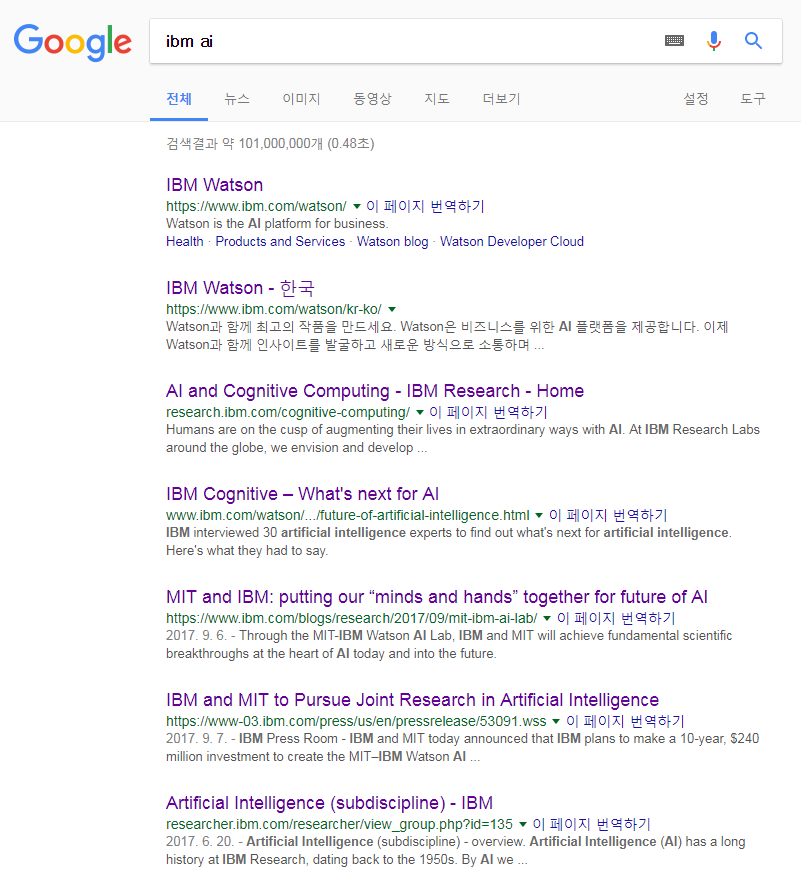 Google
ibm ai
전체 뉴스 이미지 동영상 지도 더보기 설정 도구
검색결과 약 101,000,000개 (0.48초)
IBM Watson
https://www.ibm.com/watson/ ▼ 이 페이지 번역하기
Watson is the AI platform for business.
Health · Products and Services · Watson blog · Watson Developer Cloud
IBM Watson - 한국
https://www.ibm.com/watson/kr-ko/ ▼
Watson과 함께 최고의 작품을 만드세요. Watson은 비즈니스를 위한 AI 플랫폼을 제공합니다. 이제
Watson과 함께 인사이트를 발굴하고 새로운 방식으로 소통하며 ...
AI and Cognitive Computing - IBM Research - Home
research.ibm.com/cognitive-computing/ ▼ 이 페이지 번역하기
Humans are on the cusp of augmenting their lives in extraordinary ways with AI. At IBM Research Labs
around the globe, we envision and develop ...
IBM Cognitive – What's next for AI
www.ibm.com/watson/.../future-of-artificial-intelligence.html ▼ 이 페이지 번역하기
IBM interviewed 30 artificial intelligence experts to find out what's next for artificial intelligence.
Here's what they had to say.
MIT and IBM: putting our “minds and hands” together for future of AI
https://www.ibm.com/blogs/research/2017/09/mit-ibm-ai-lab/ ▼ 이 페이지 번역하기
2017. 9. 6. - Through the MIT-IBM Watson AI Lab, IBM and MIT will achieve fundamental scientific
breakthroughs at the heart of AI today and into the future.
IBM and MIT to Pursue Joint Research in Artificial Intelligence
https://www-03.ibm.com/press/us/en/pressrelease/53091.wss ▼ 이 페이지 번역하기
2017. 9. 7. - IBM Press Room - IBM and MIT today announced that IBM plans to make a 10-year, $240
million investment to create the MIT–IBM Watson AI ...
Artificial Intelligence (subdiscipline) - IBM
researcher.ibm.com/researcher/view_group.php?id=135 ▼ 이 페이지 번역하기
2017. 6. 20. - Artificial Intelligence (subdiscipline) - overview. Artificial Intelligence (AI) has a long
history at IBM Research, dating back to the 1950s. By AI we ...